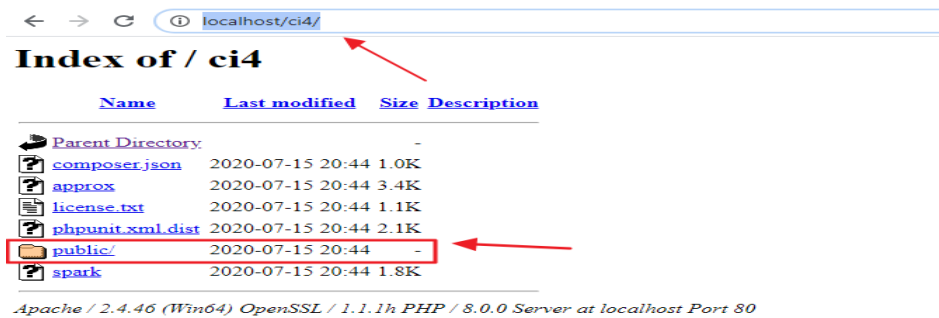 localhost/ci4/
Index of / ci4
Name Last modified Size Description
Parent Directory -
composer.json 2020-07-15 20:44 1.0K
approx 2020-07-15 20:44 3.4K
license.txt 2020-07-15 20:44 1.1K
phpunit.xml.dist 2020-07-15 20:44 2.1K
public/ 2020-07-15 20:44 -
spark 2020-07-15 20:44 1.8K
Apache / 2.4.46 (Win64) OpenSSL / 1.1.1h PHP / 8.0.0 Server at localhost Port 80